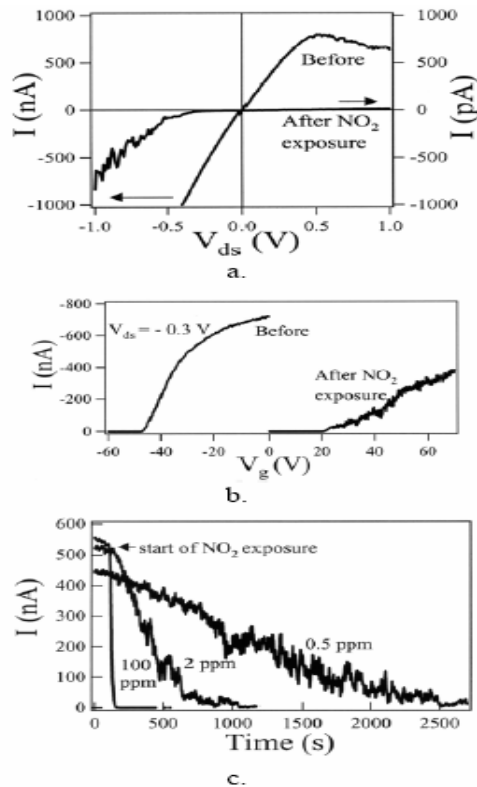 1000
500
0
-500
-1000
I (nA)
Before
After NO2
exposure
1000
500
0
500
-1000
I (pA)
-1.0 -0.5 0.0 0.5 1.0
Vds (V)
a.
-800
-600
-400
-200
0
I (nA)
Vds = - 0.3 V
Before
After NO2
exposure
-60 -40 -20 0 20 40 60
Vg (V)
b.
600
500
400
300
200
100
0
I (nA)
start of NO2 exposure
100
ppm
2 ppm
0.5 ppm
0 500 1000 1500 2000 2500
Time (s)
c.